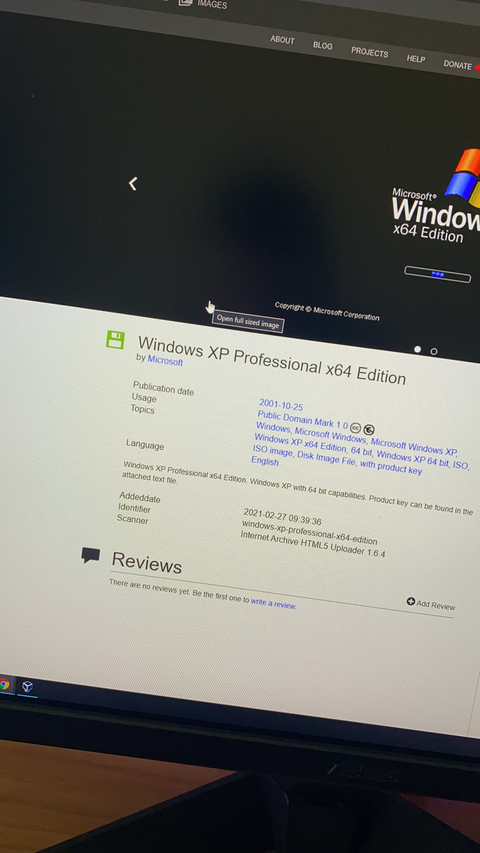 IMAGES
ABOUT BLOG PROJECTS HELP DONATE
Microsoft®
Window
x64 Edition
Copyright © Microsoft Corporation
Open full sized image
Windows XP Professional x64 Edition
by Microsoft
Publication date 2001-10-25
Usage Public Domain Mark 1.0
Topics Windows, Microsoft Windows, Microsoft Windows XP,
Windows XP x64 Edition, 64 bit, Windows XP 64 bit, ISO,
ISO image, Disk Image File, with product key
Language English
Windows XP Professional x64 Edition. Windows XP with 64 bit capabilities. Product key can be found in the
attached text file.
Addeddate 2021-02-27 09:39:36
Identifier windows-xp-professional-x64-edition
Scanner Internet Archive HTML5 Uploader 1.6.4
Reviews
Add Review
There are no reviews yet. Be the first one to write a review.
ASUS